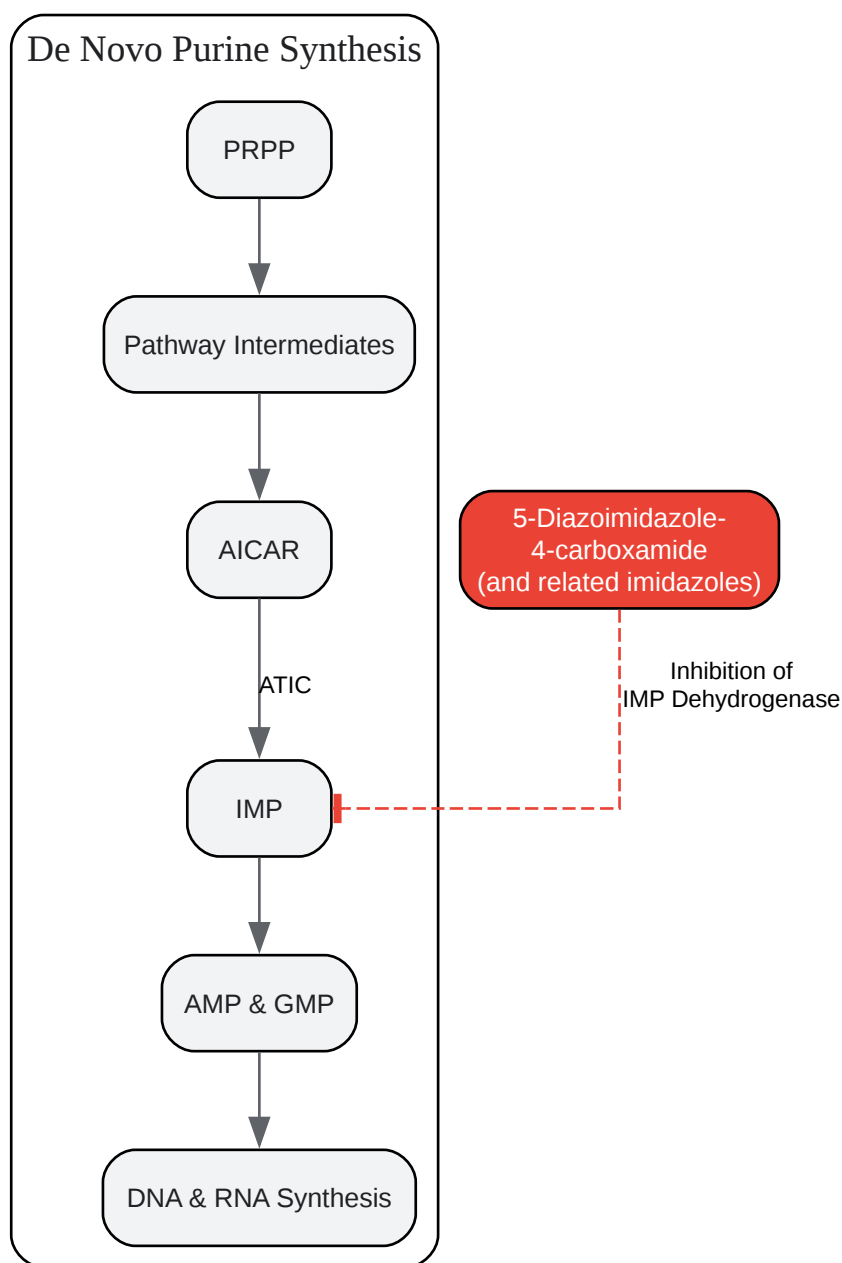 De Novo Purine Synthesis
PRPP
Pathway Intermediates
AICAR
5-Diazoimidazole-
4-carboxamide
(and related imidazoles)
ATIC
Inhibition of
IMP Dehydrogenase
IMP
AMP & GMP
DNA & RNA Synthesis